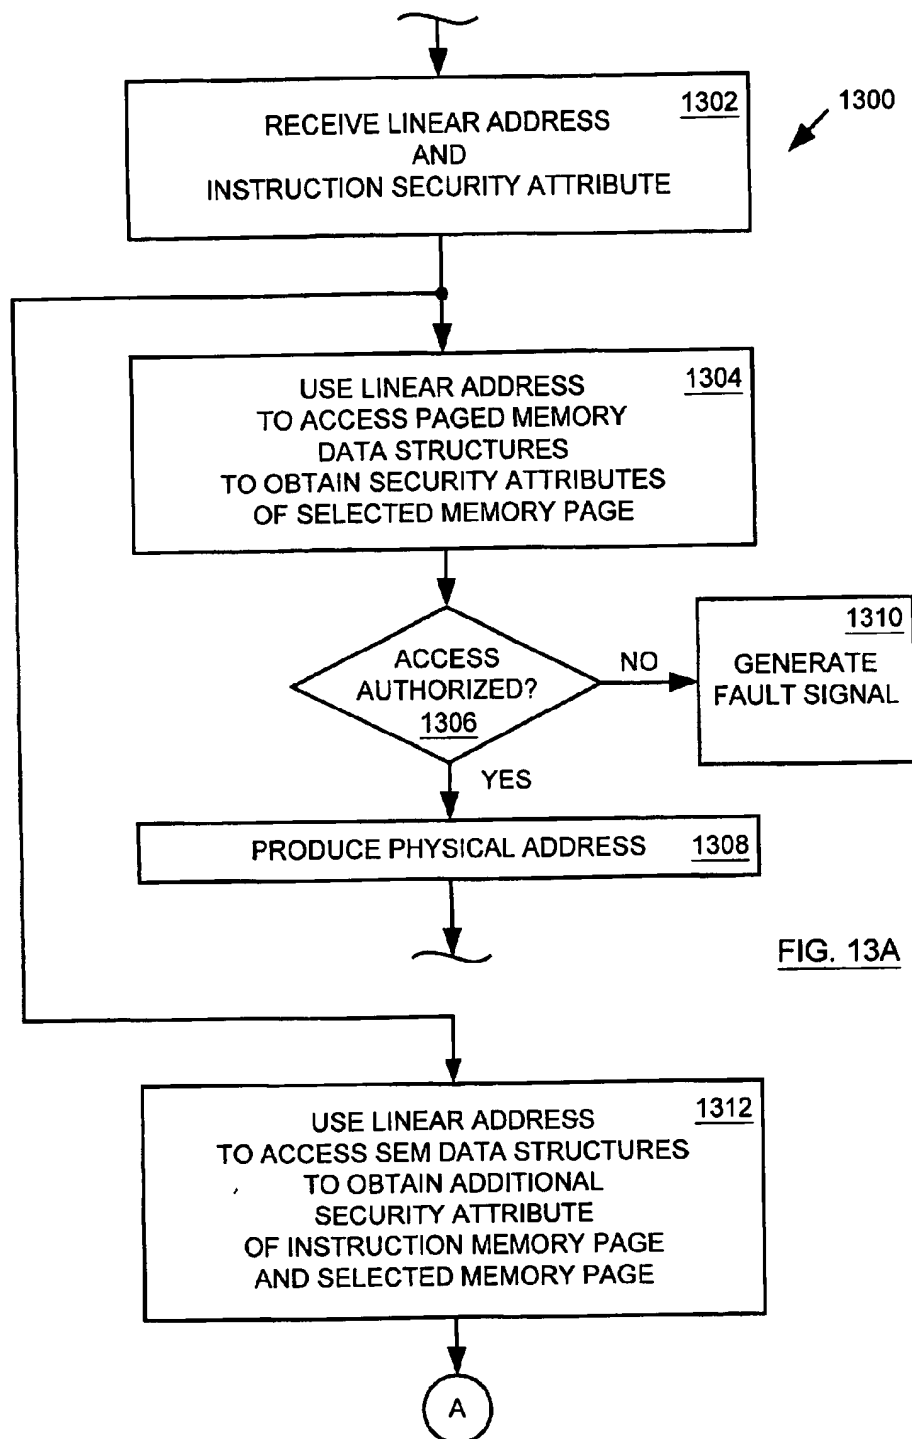 1302
RECEIVE LINEAR ADDRESS
AND
INSTRUCTION SECURITY ATTRIBUTE
1300
1304
USE LINEAR ADDRESS
TO ACCESS PAGED MEMORY
DATA STRUCTURES
TO OBTAIN SECURITY ATTRIBUTES
OF SELECTED MEMORY PAGE
ACCESS
AUTHORIZED?
1306
NO
1310
GENERATE
FAULT SIGNAL
YES
PRODUCE PHYSICAL ADDRESS 1308
FIG. 13A
1312
USE LINEAR ADDRESS
TO ACCESS SEM DATA STRUCTURES
TO OBTAIN ADDITIONAL
SECURITY ATTRIBUTE
OF INSTRUCTION MEMORY PAGE
AND SELECTED MEMORY PAGE
A